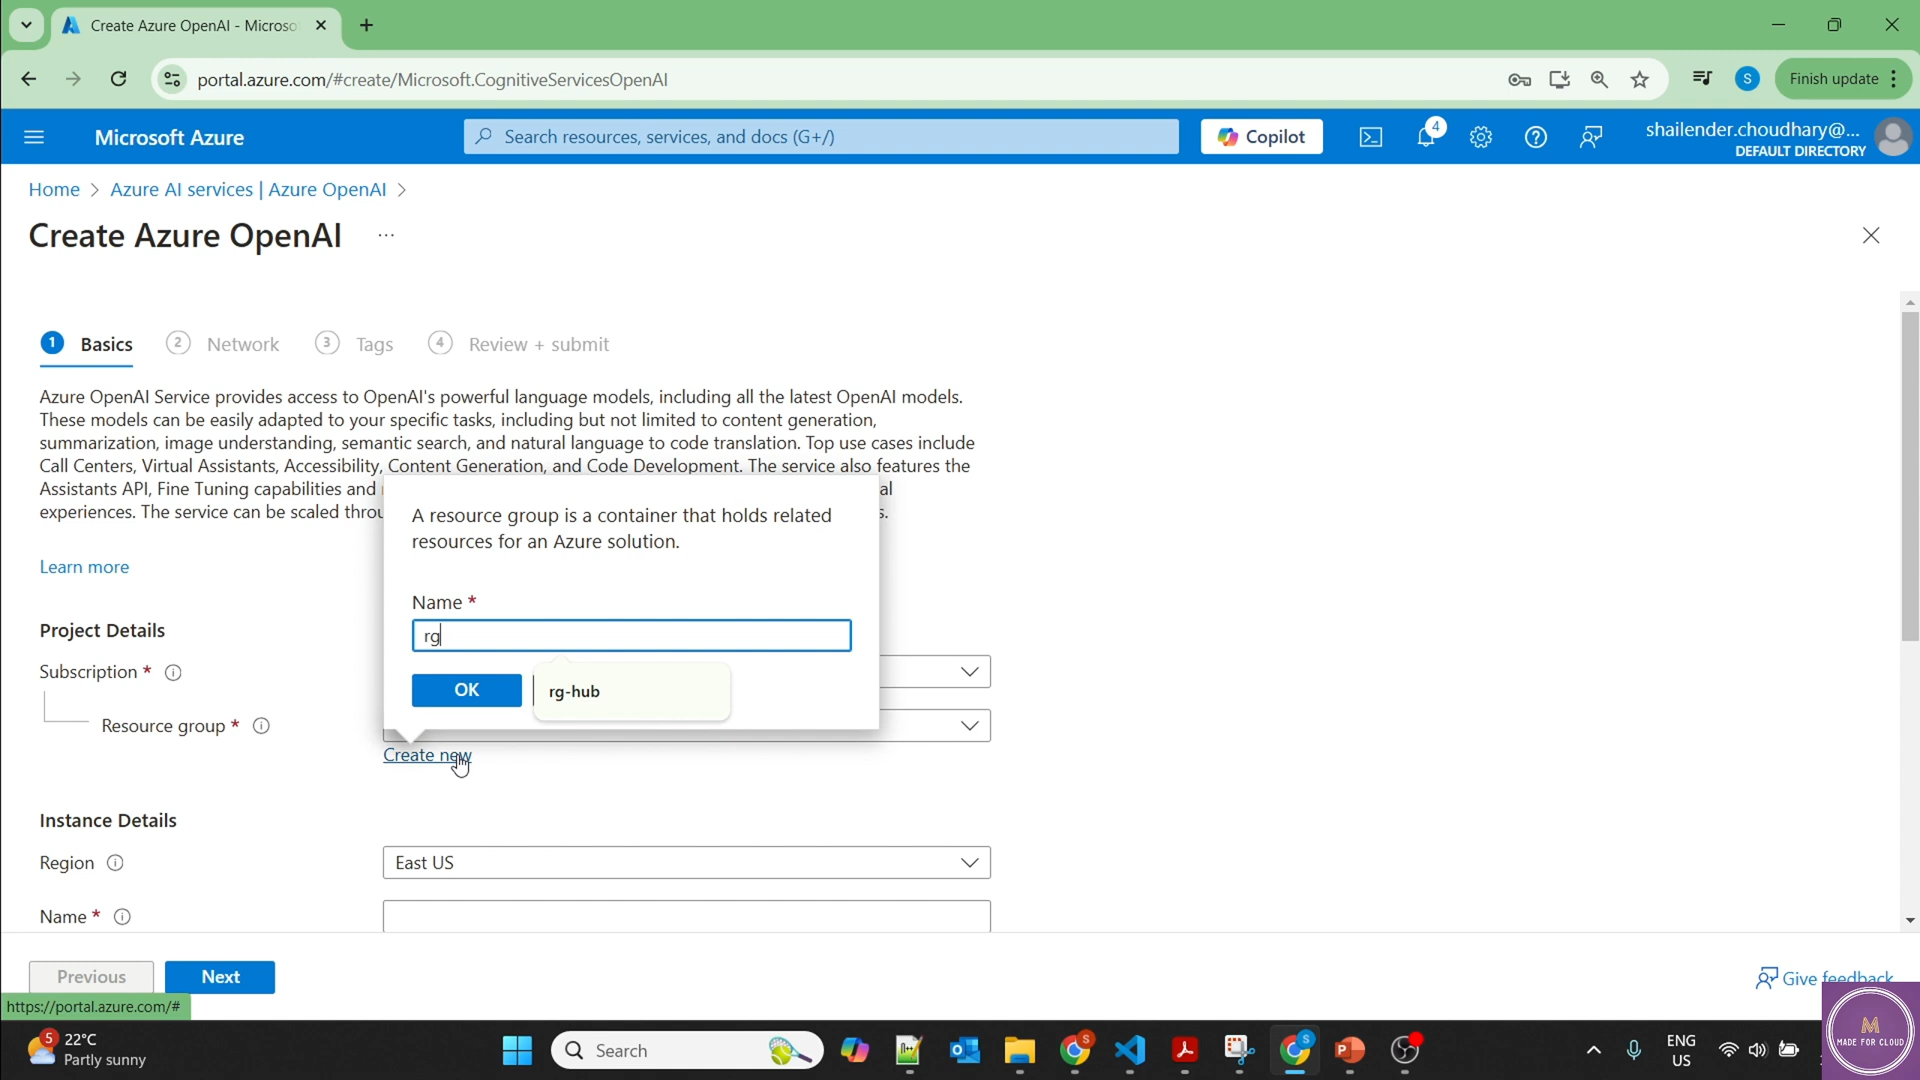 Create Azure OpenAI - Microso
portal.azure.com/#create/Microsoft.CognitiveServicesOpenAI
S
Finish update
Microsoft Azure
Search resources, services, and docs (G+/)
Copilot
4
shailender.choudhary@...
DEFAULT DIRECTORY
Home > Azure AI services | Azure OpenAI >
Create Azure OpenAI ...
1 Basics
2 Network
3 Tags
4 Review + submit
Azure OpenAI Service provides access to OpenAI's powerful language models, including all the latest OpenAI models.
These models can be easily adapted to your specific tasks, including but not limited to content generation,
summarization, image understanding, semantic search, and natural language to code translation. Top use cases include
Call Centers, Virtual Assistants, Accessibility, Content Generation, and Code Development. The service also features the
Assistants API, Fine Tuning capabilities and
al
experiences. The service can be scaled throu
s.
A resource group is a container that holds related
resources for an Azure solution.
Learn more
Name *
rg
OK
rg-hub
Project Details
Subscription *
Resource group *
Create new
Instance Details
Region
East US
Name *
Previous
Next
Give feedback
https://portal.azure.com/#
5
22°C
Partly sunny
Search
S
S
ENG
US
M
MADE FOR CLOUD